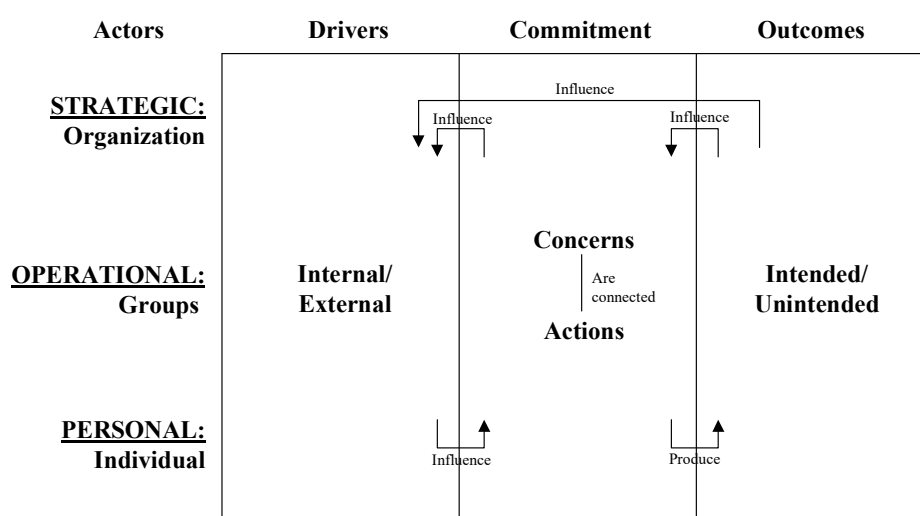 Actors Drivers Commitment Outcomes
Influence
STRATEGIC:
Organization
Influence Influence
Concerns
OPERATIONAL:
Groups
Internal/
External
Are
connected
Intended/
Unintended
Actions
PERSONAL:
Individual
Influence Produce